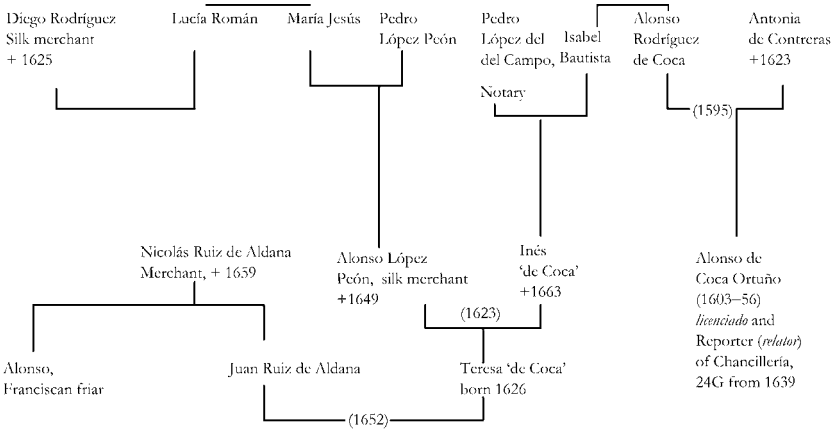 Diego Rodríguez
Silk merchant
+ 1625
Lucía Román
María Jesús
Pedro
López Peón
Pedro
López del
del Campo,
Notary
Isabel
Bautista
Alonso
Rodríguez
de Coca
Antonia
de Contreras
+1623
(1595)
Nicolás Ruiz de Aldana
Merchant, + 1659
Alonso López
Peón, silk merchant
+1649
Inés
‘de Coca’
+1663
Alonso de
Coca Ortuño
(1603–56)
licenciado and
Reporter (relator)
of Chancillería,
24G from 1639
(1623)
Alonso,
Franciscan friar
Juan Ruiz de Aldana
Teresa ‘de Coca’
born 1626
(1652)